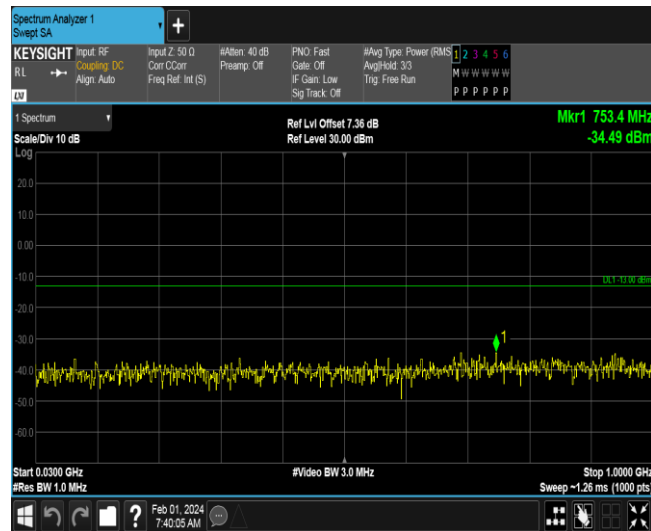 Spectrum Analyzer 1
Swept SA
+
KEYSIGHT
RL
LXI
Input: RF
Coupling: DC
Align: Auto
Input Z: 50 Ω
Corr CCorr
Freq Ref: Int (S)
#Atten: 40 dB
Preamp: Off
PNO: Fast
Gate: Off
IF Gain: Low
Sig Track: Off
#Avg Type: Power (RMS
Avg|Hold: 3/3
Trig: Free Run
1 2 3 4 5 6
M W W W W W
P P P P P P
1 Spectrum
Scale/Div 10 dB
Log
Ref Lvl Offset 7.36 dB
Ref Level 30.00 dBm
Mkr1 753.4 MHz
-34.49 dBm
20.0
0.00
-10.0
DL1 -13.00 dBm
-20.0
-30.0
1
-40.0
-50.0
-60.0
Start 0.0300 GHz
#Res BW 1.0 MHz
#Video BW 3.0 MHz
Stop 1.0000 GHz
Sweep ~1.26 ms (1000 pts)
?
Feb 01, 2024
7:40:05 AM